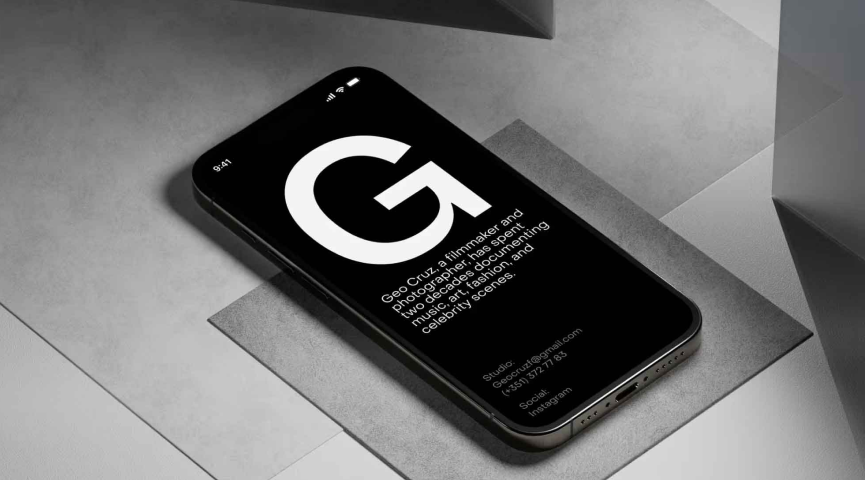 9:41
G
Geo Cruz, a filmmaker and
photographer, has spent
two decades documenting
music, art, fashion, and
celebrity scenes.
Studio:
Geocruzf@gmail.com
(+351) 372 77 83
Social:
Instagram